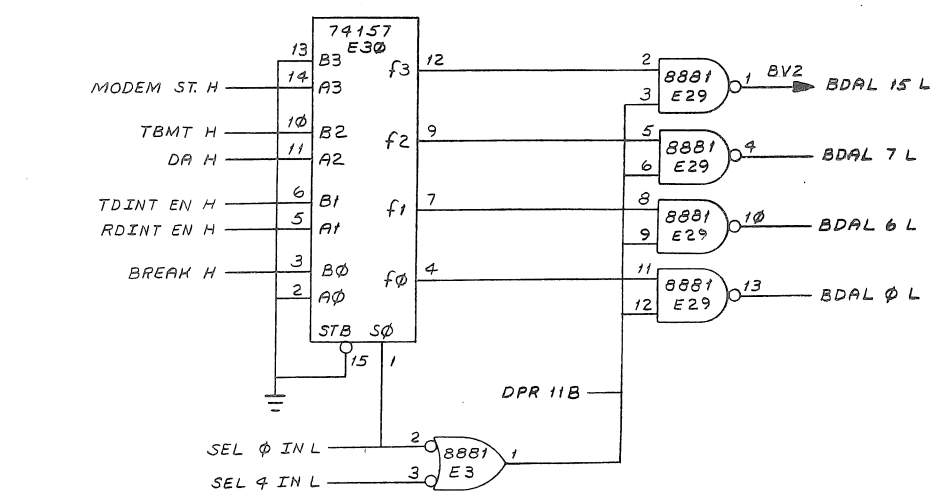 74157
E3Ø
13 B3
MODEM ST. H 14 A3
f3 12
TBMT H 1Ø B2
DA H 11 A2
f2 9
TDINT EN H 6 B1
RDINT EN H 5 A1
f1 7
BREAK H 3 BØ
2 AØ
fØ 4
STB SØ
15 1
2 3 8881 E29 1 BV2 BDAL 15 L
5 6 8881 E29 4 BDAL 7 L
8 9 8881 E29 1Ø BDAL 6 L
11 12 8881 E29 13 BDAL Ø L
DPR 11B
SEL Ø IN L 2
SEL 4 IN L 3
8881
E3
1